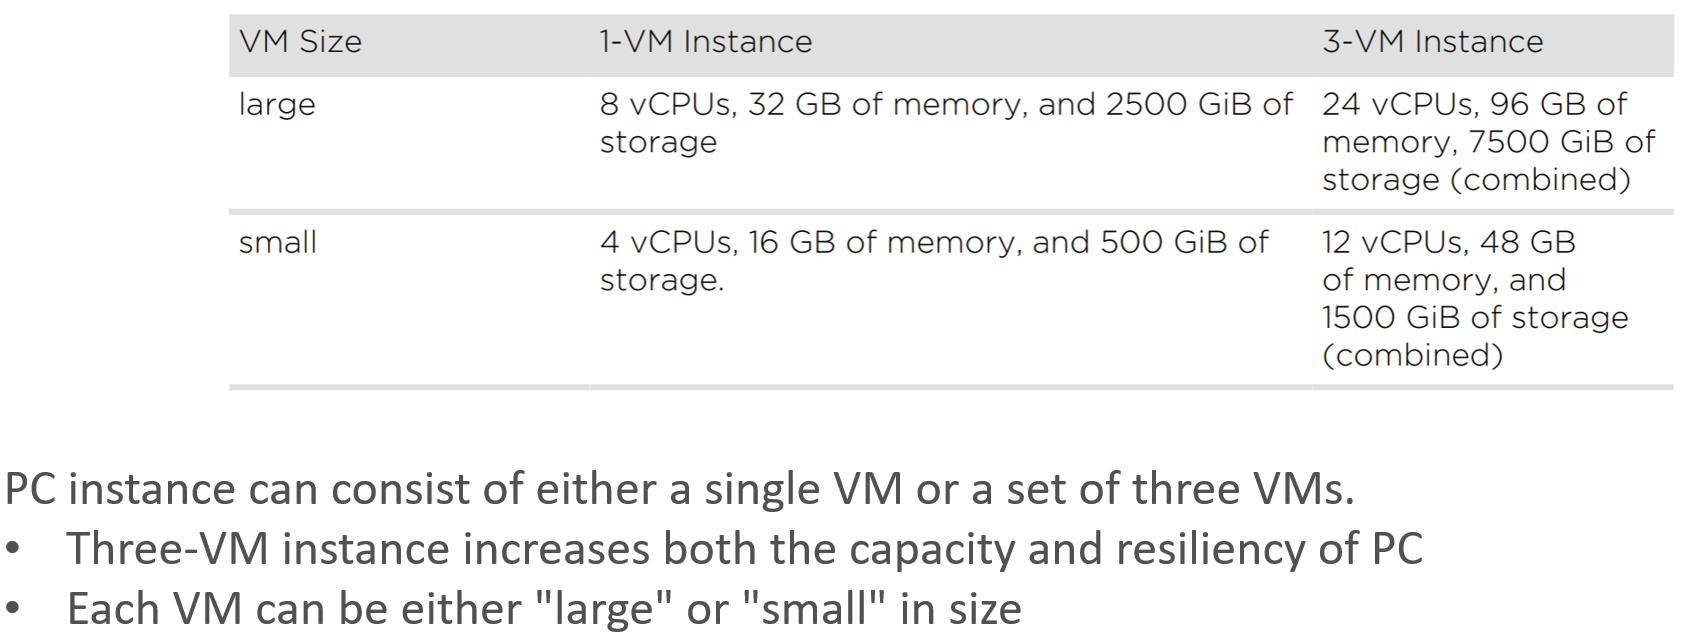 VM Size 1-VM Instance 3-VM Instance
large 8 vCPUs, 32 GB of memory, and 2500 GiB of 24 vCPUs, 96 GB of
storage memory, 7500 GiB of
storage (combined)
small 4 vCPUs, 16 GB of memory, and 500 GiB of 12 vCPUs, 48 GB
storage. of memory, and
1500 GiB of storage
(combined)
PC instance can consist of either a single VM or a set of three VMs.
• Three-VM instance increases both the capacity and resiliency of PC
• Each VM can be either "large" or "small" in size